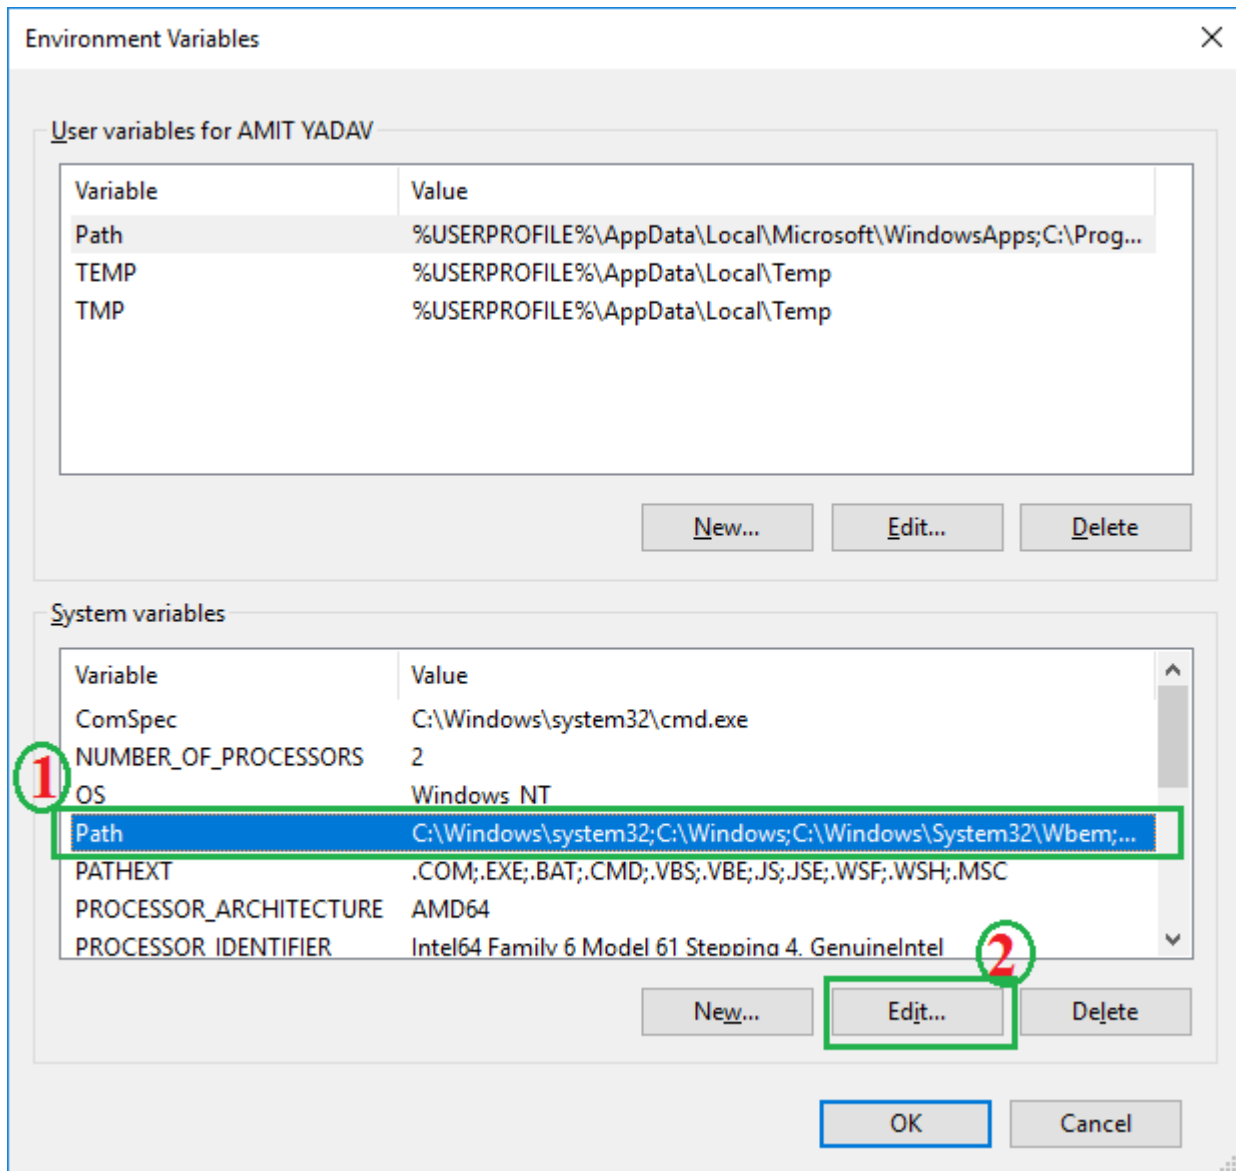 Environment Variables
User variables for AMIT YADAV
Variable Value
Path %USERPROFILE%\AppData\Local\Microsoft\WindowsApps;C:\Prog...
TEMP %USERPROFILE%\AppData\Local\Temp
TMP %USERPROFILE%\AppData\Local\Temp
New... Edit... Delete
System variables
Variable Value
ComSpec C:\Windows\system32\cmd.exe
NUMBER_OF_PROCESSORS 2
1
OS Windows_NT
Path C:\Windows\system32;C:\Windows;C:\Windows\System32\Wbem;...
PATHEXT .COM;.EXE;.BAT;.CMD;.VBS;.VBE;.JS;.JSE;.WSF;.WSH;.MSC
PROCESSOR_ARCHITECTURE AMD64
PROCESSOR_IDENTIFIER Intel64 Family 6 Model 61 Stepping 4, GenuineIntel
2
New... Edit... Delete
OK Cancel